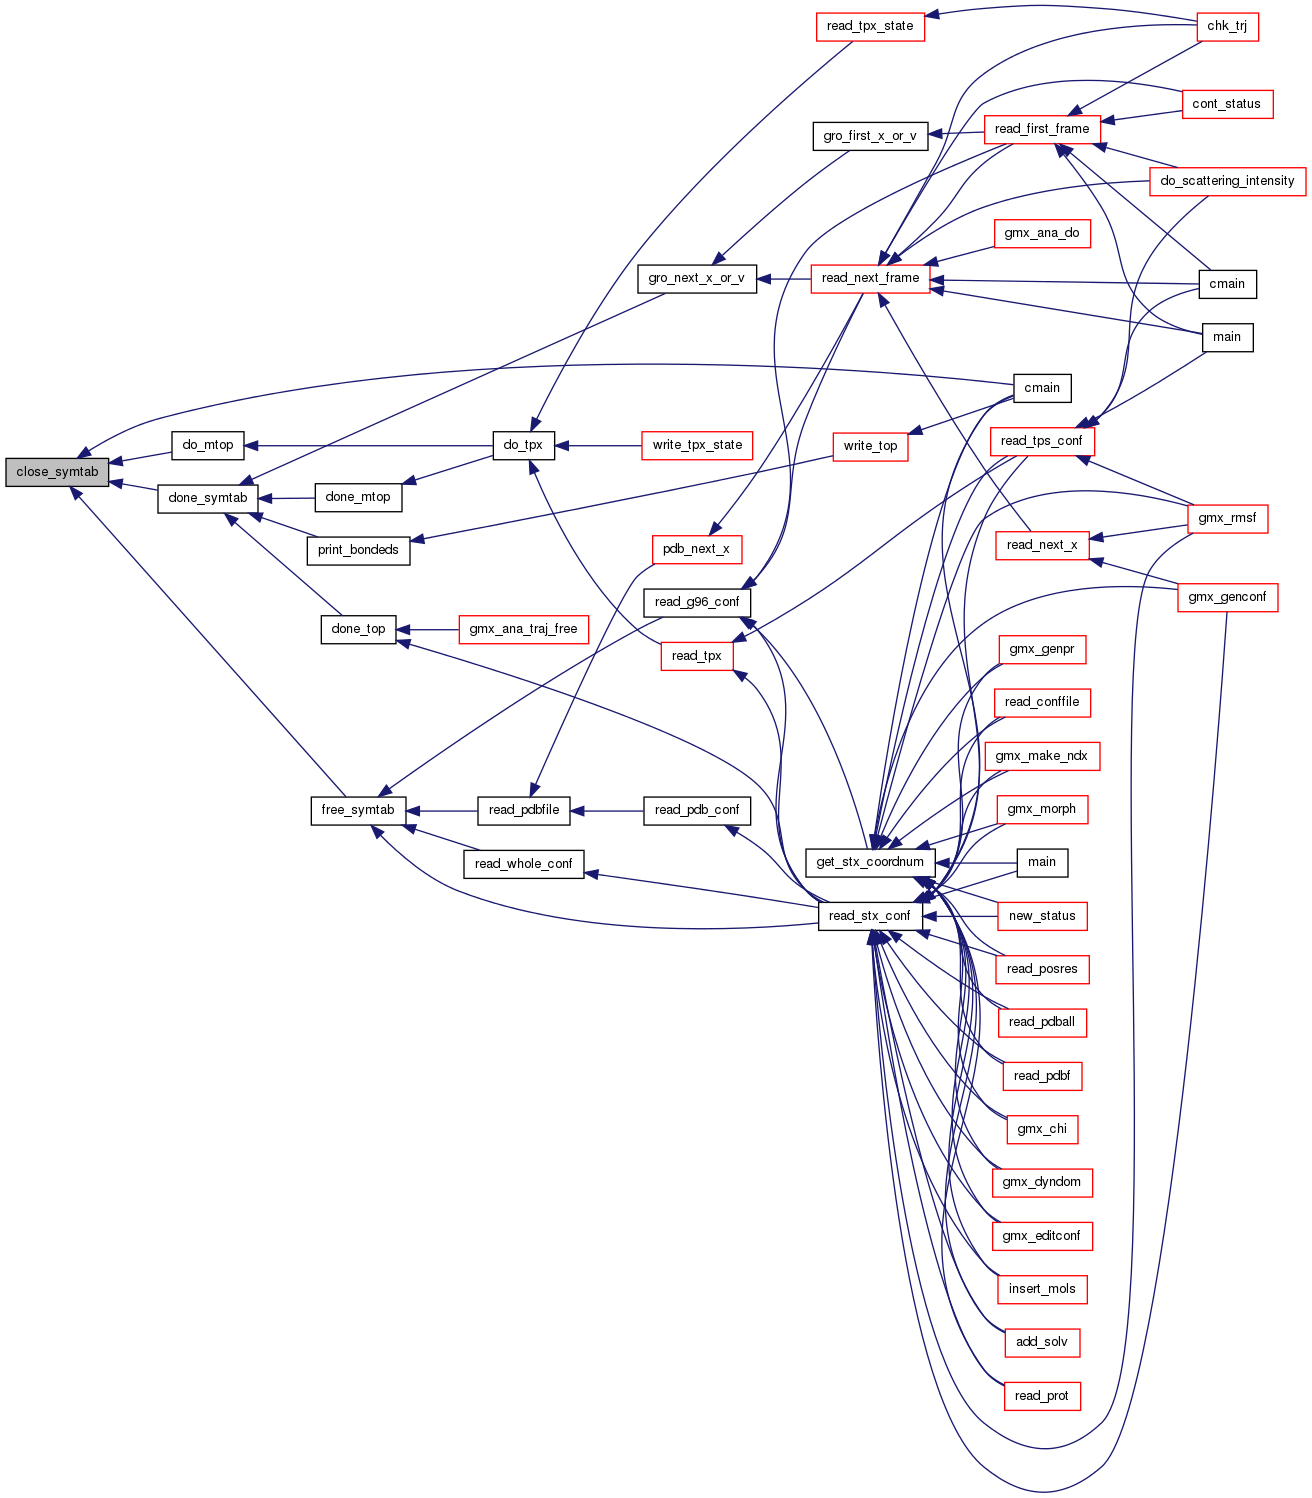 read_tpx_state
chk_trj
cont_status
gro_first_x_or_v
read_first_frame
do_scattering_intensity
gmx_ana_do
gro_next_x_or_v
read_next_frame
cmain
main
cmain
do_mtop
do_tpx
write_tpx_state
write_top
read_tps_conf
close_symtab
done_symtab
done_mtop
gmx_rmsf
print_bondeds
pdb_next_x
read_next_x
read_g96_conf
gmx_genconf
done_top
gmx_ana_traj_free
read_tpx
gmx_genpr
read_conffile
gmx_make_ndx
free_symtab
read_pdbfile
read_pdb_conf
gmx_morph
read_whole_conf
get_stx_coordnum
main
read_stx_conf
new_status
read_posres
read_pdball
read_pdbf
gmx_chi
gmx_dyndom
gmx_editconf
insert_mols
add_solv
read_prot